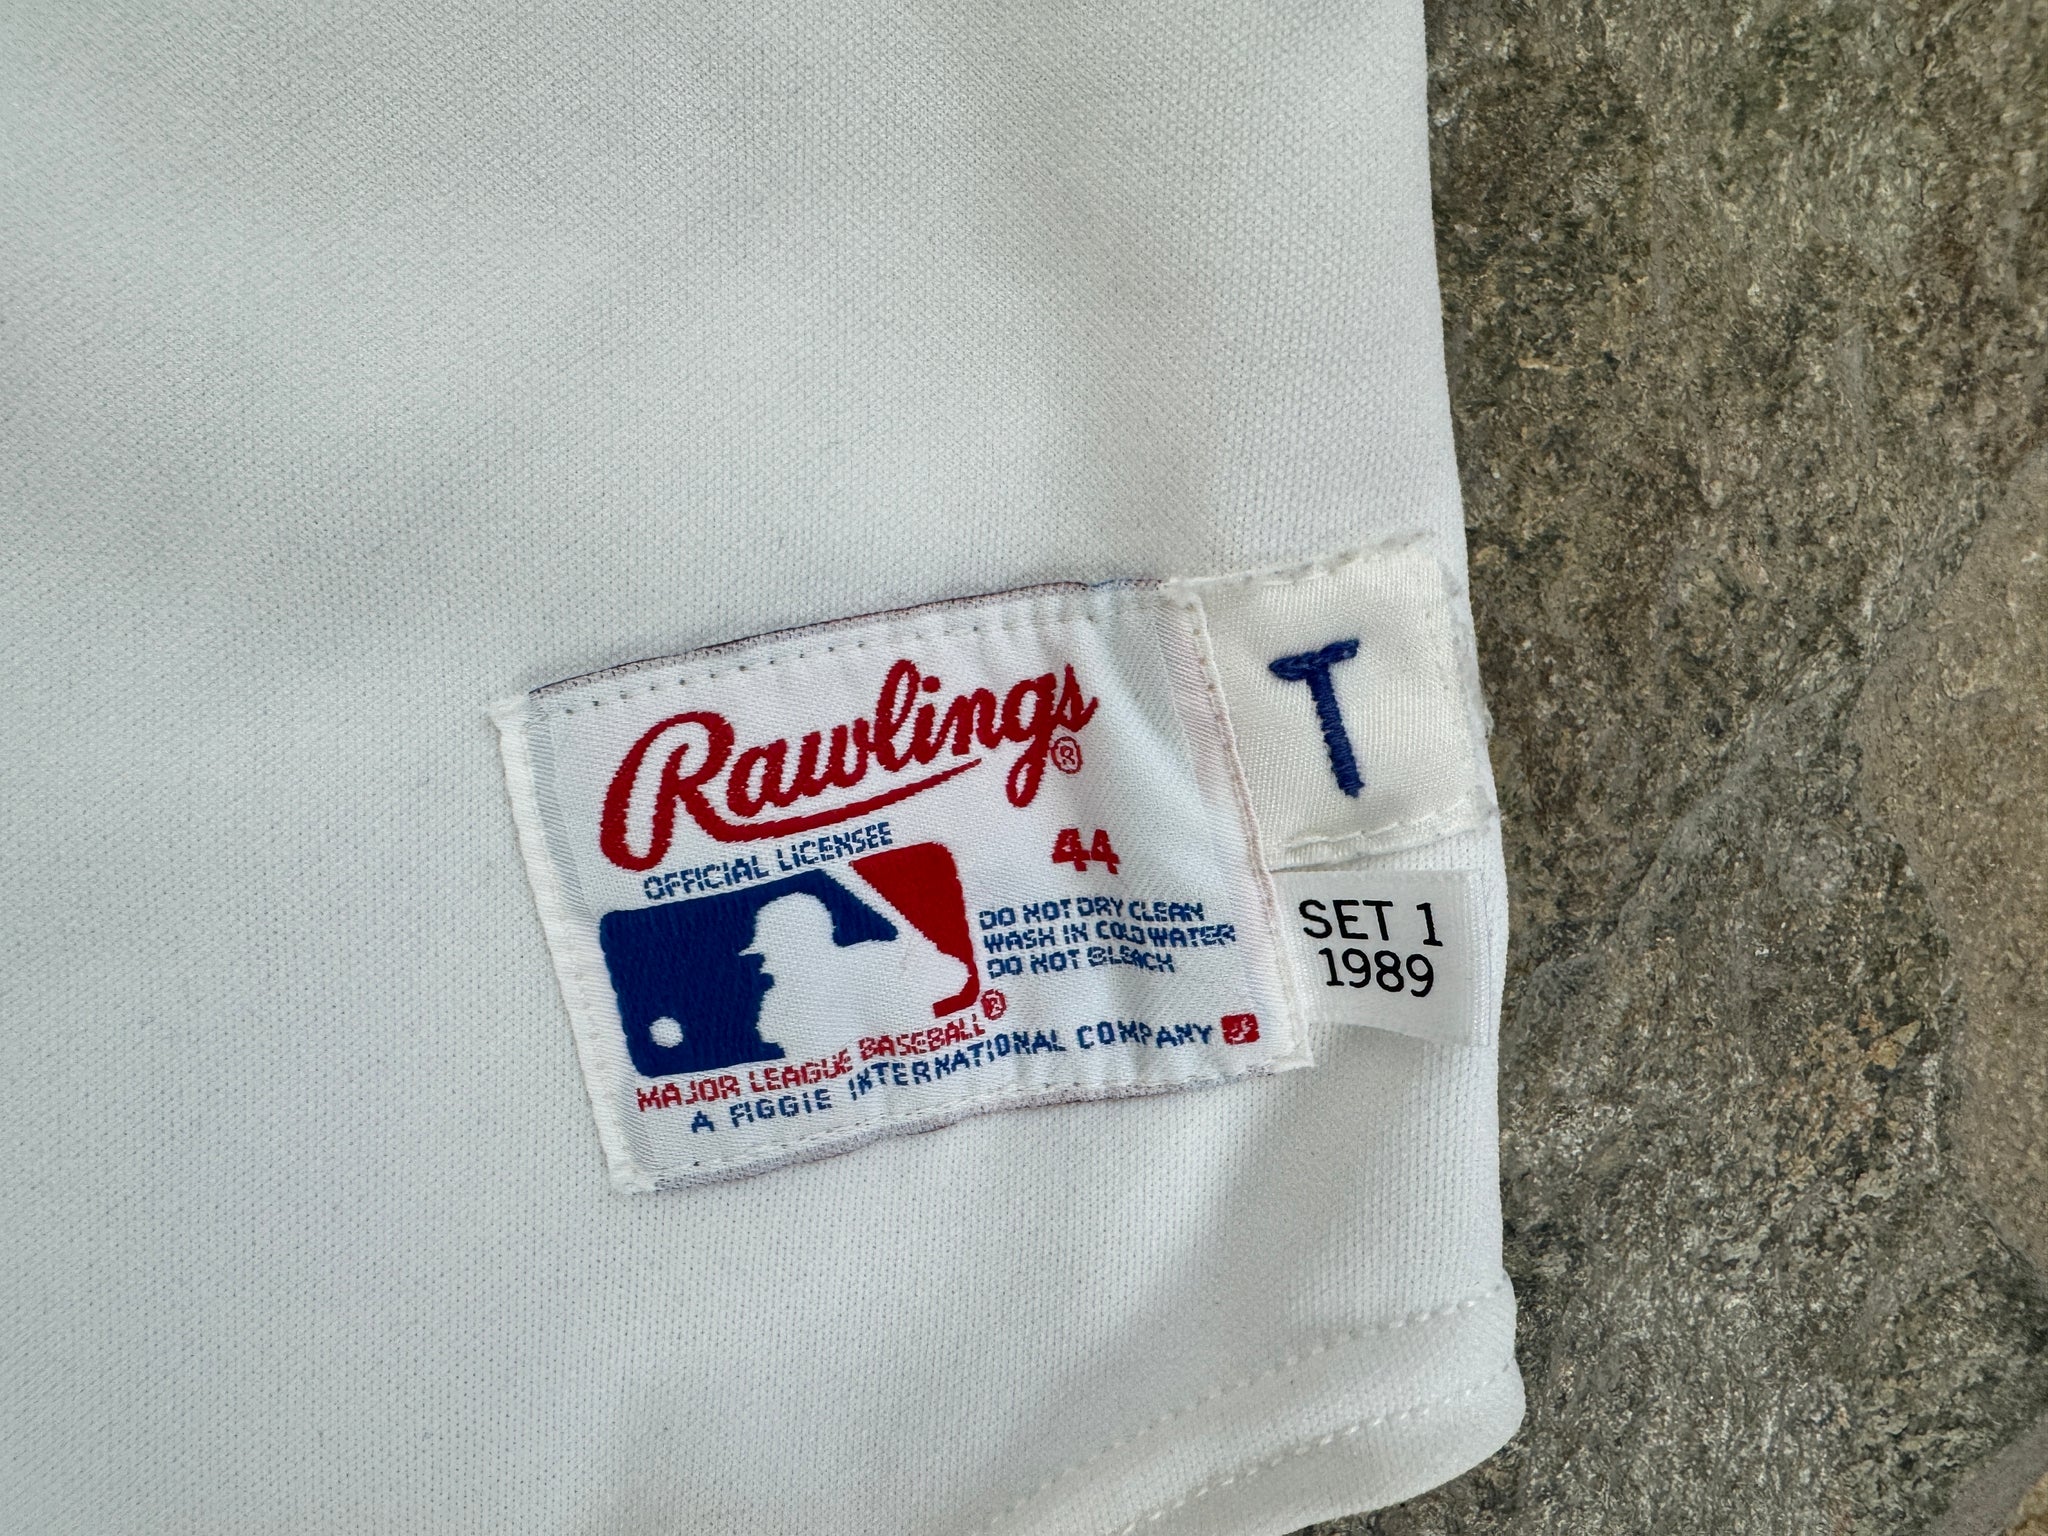 Rawlings®
T
OFFICIAL LICENSEE
44
DO NOT DRY CLEAN
WASH IN COLD WATER
DO NOT BLEACH
SET 1
1989
MAJOR LEAGUE BASEBALL®
A FIGGIE INTERNATIONAL COMPANY